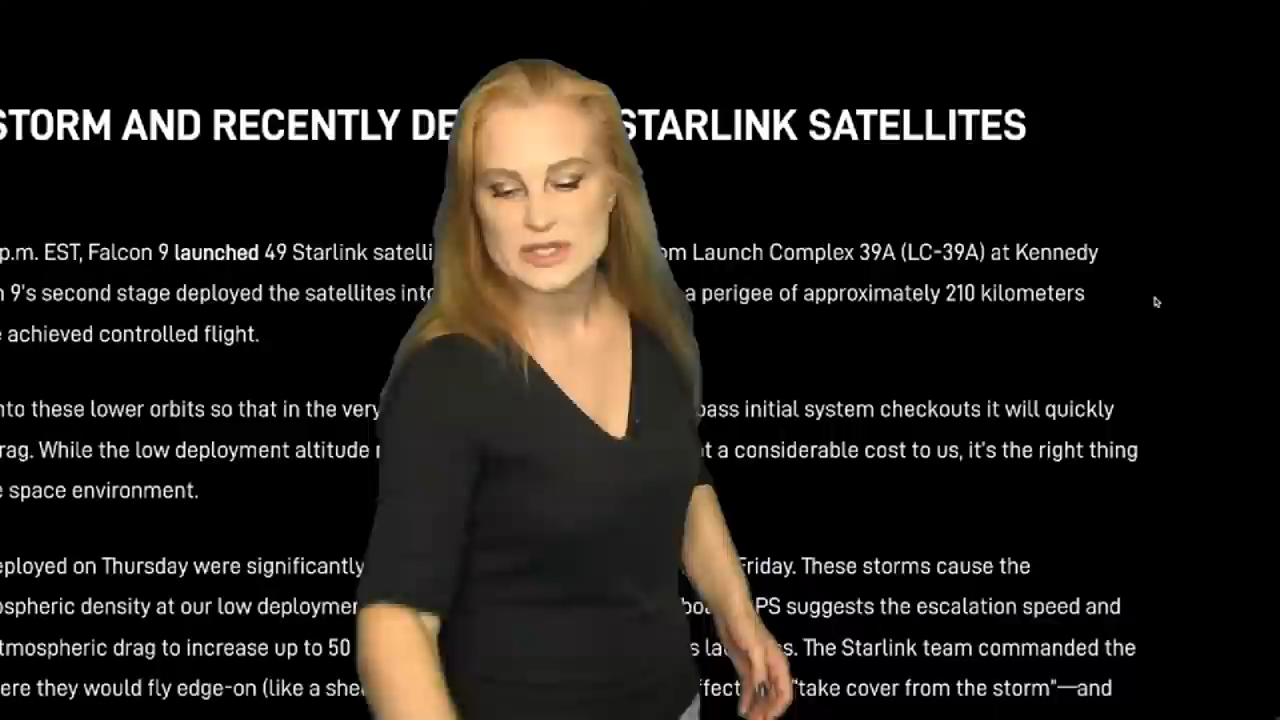 STORM AND RECENTLY DE STARLINK SATELLITES
p.m. EST, Falcon 9 launched 49 Starlink satelli om Launch Complex 39A (LC-39A) at Kennedy
9's second stage deployed the satellites into a perigee of approximately 210 kilometers
achieved controlled flight.
nto these lower orbits so that in the very pass initial system checkouts it will quickly
rag. While the low deployment altitude a considerable cost to us, it's the right thing
space environment.
eployed on Thursday were significantly Friday. These storms cause the
ospheric density at our low deploymen PS suggests the escalation speed and
tmospheric drag to increase up to 50 s. The Starlink team commanded the
ere they would fly edge-on (like a shee ffect "take cover from the storm"—and